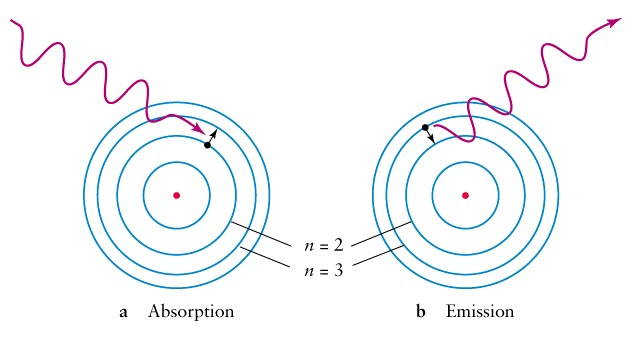 n = 2
n = 3
a Absorption
b Emission